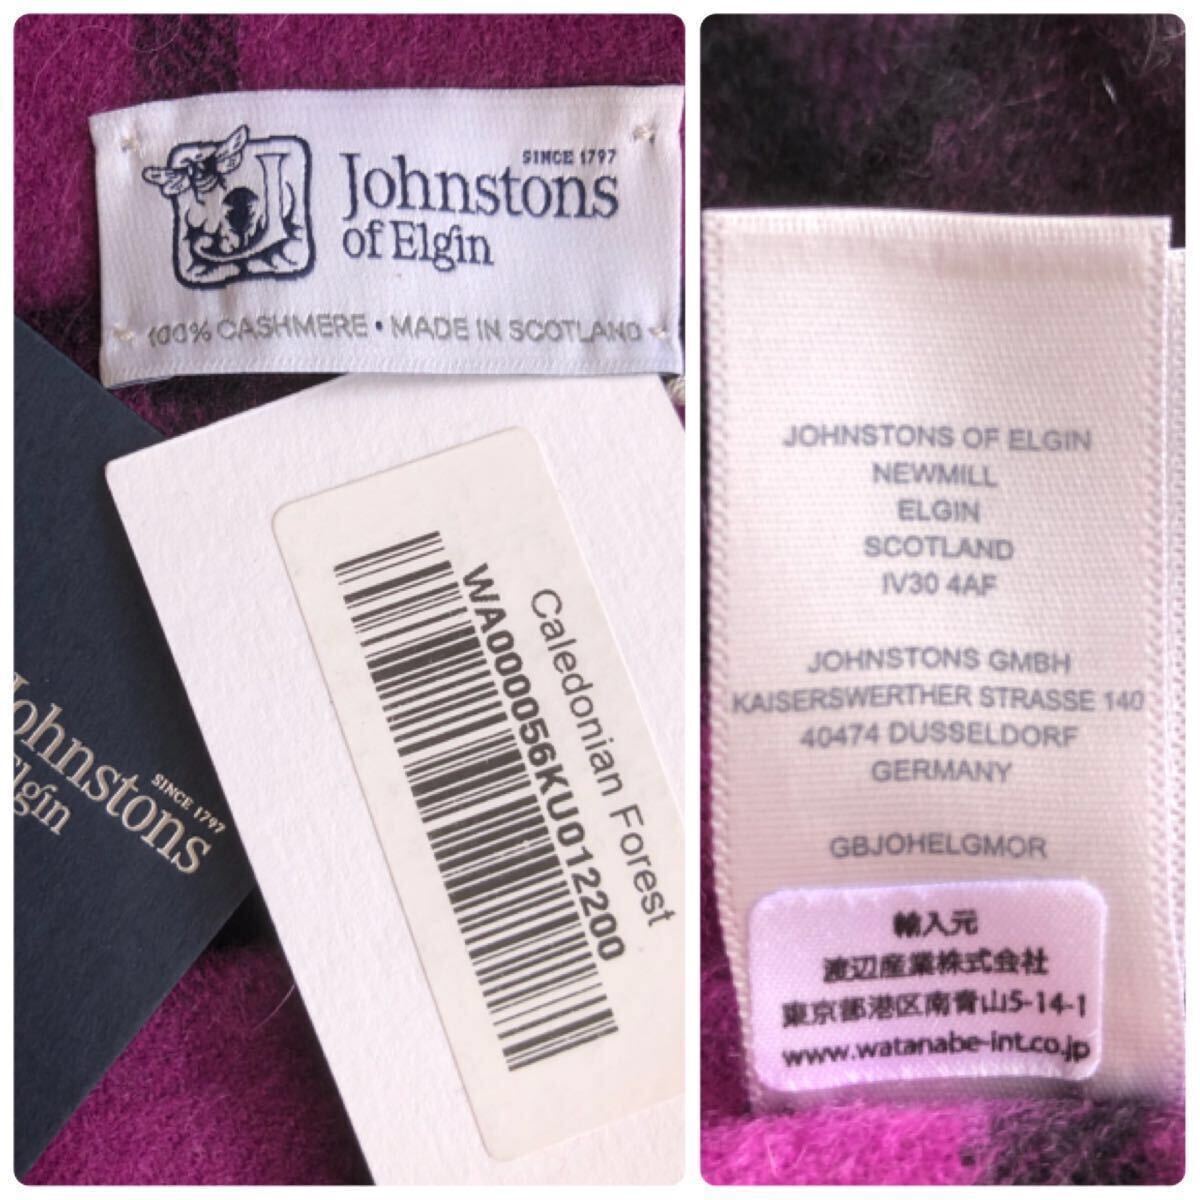 SINCE 1797
Johnstons
of Elgin
100% CASHMERE • MADE IN SCOTLAND
Caledonian Forest
WA000056KU012200
SINCE 1797
Johnstons
Elgin
JOHNSTONS OF ELGIN
NEWMILL
ELGIN
SCOTLAND
IV30 4AF
JOHNSTONS GMBH
KAISERSWERTHER STRASSE 140
40474 DUSSELDORF
GERMANY
GBJOHELGMOR
輸入元
渡辺産業株式会社
東京都港区南青山5-14-1
www.watanabe-int.co.jp